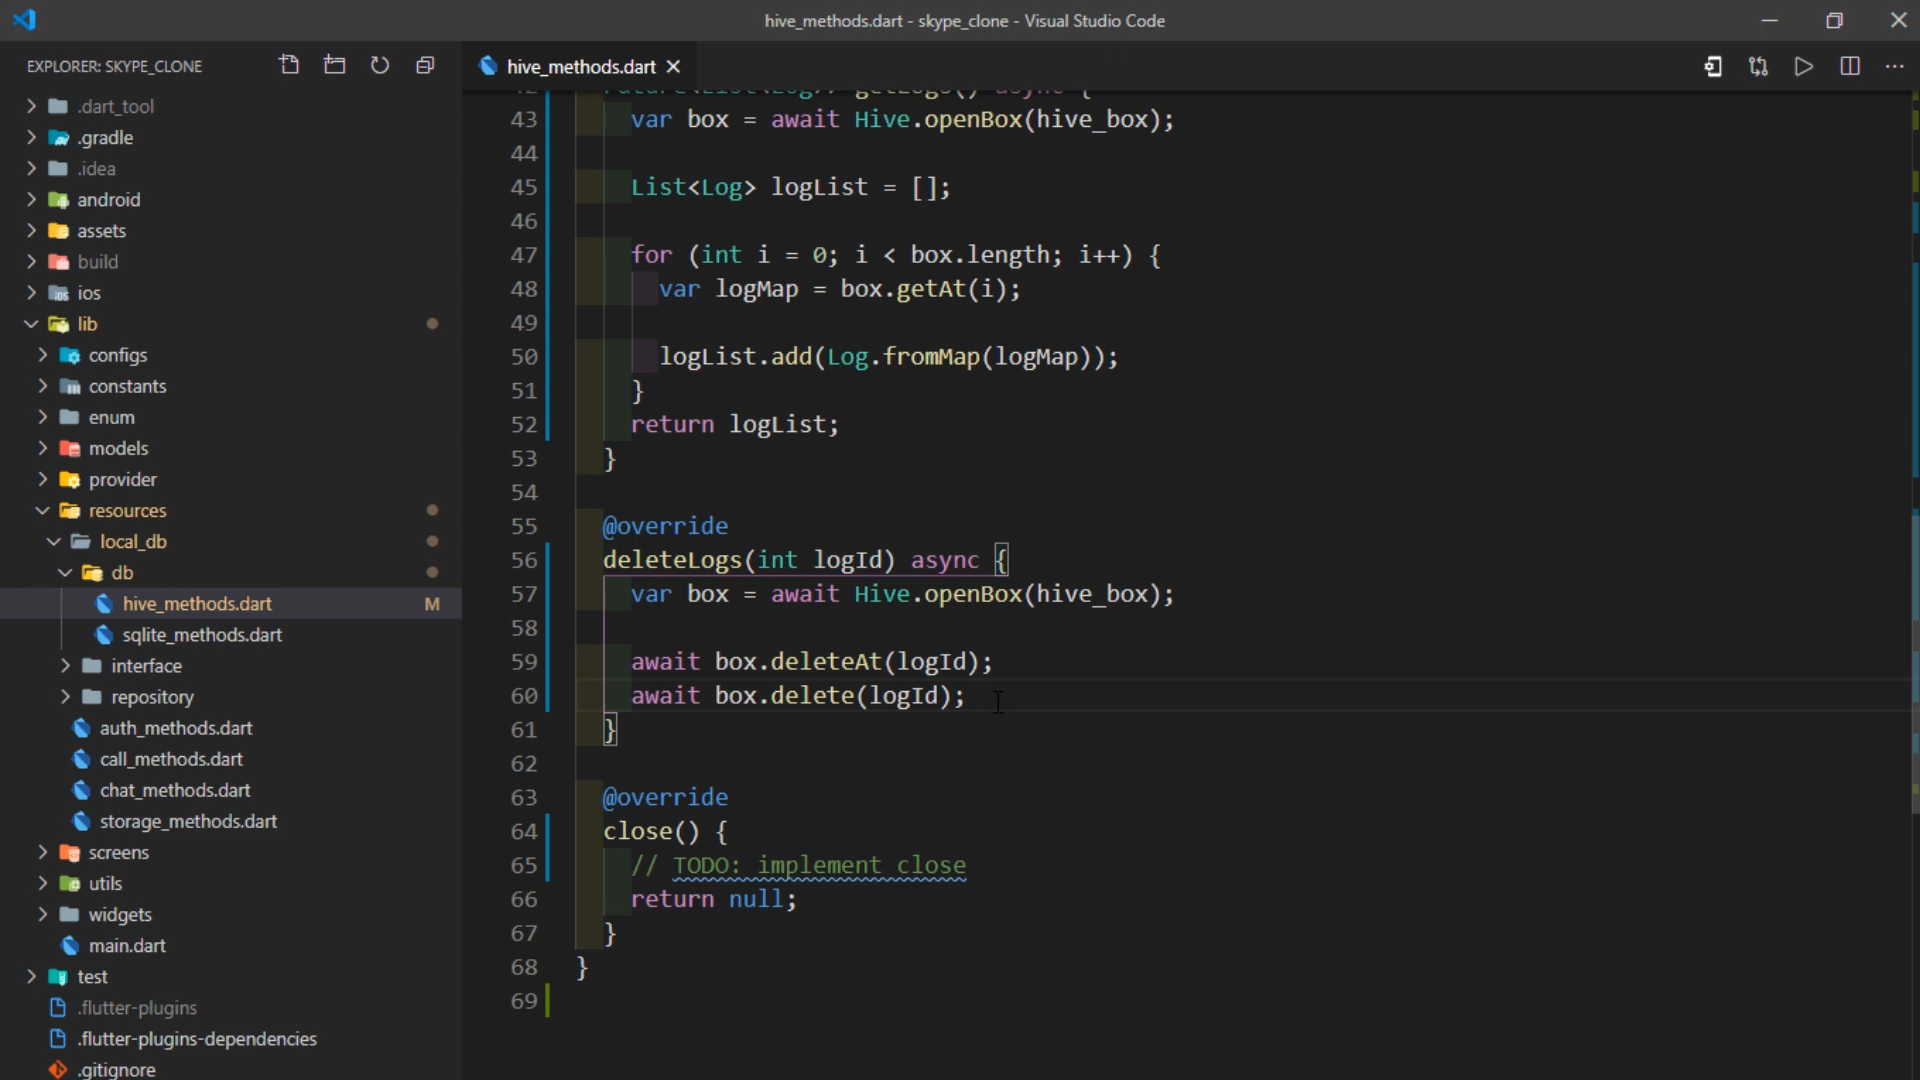 hive_methods.dart - skype_clone - Visual Studio Code
EXPLORER: SKYPE_CLONE
hive_methods.dart
.dart_tool
.gradle
.idea
android
assets
build
ios
lib
configs
constants
enum
models
provider
resources
local_db
db
hive_methods.dart M
sqlite_methods.dart
interface
repository
auth_methods.dart
call_methods.dart
chat_methods.dart
storage_methods.dart
screens
utils
widgets
main.dart
test
.flutter-plugins
.flutter-plugins-dependencies
.gitignore
42 Future<List<Log>> getLogs() async {
43 var box = await Hive.openBox(hive_box);
44
45 List<Log> logList = [];
46
47 for (int i = 0; i < box.length; i++) {
48 var logMap = box.getAt(i);
49
50 logList.add(Log.fromMap(logMap));
51 }
52 return logList;
53 }
54
55 @override
56 deleteLogs(int logId) async {
57 var box = await Hive.openBox(hive_box);
58
59 await box.deleteAt(logId);
60 await box.delete(logId);
61 }
62
63 @override
64 close() {
65 // TODO: implement close
66 return null;
67 }
68 }
69